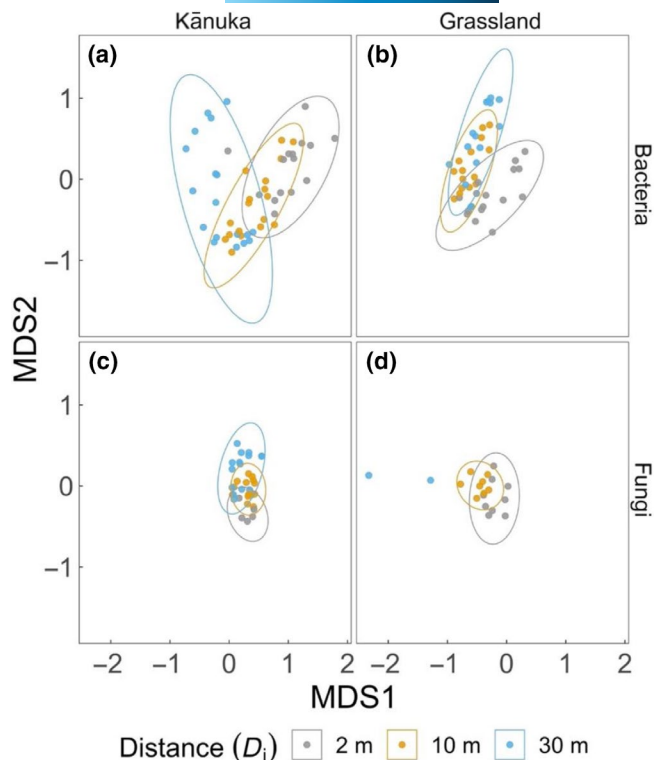 Kānuka
Grassland
(a)
(b)
Bacteria
1
0
−1
MDS2
(c)
(d)
Fungi
1
0
−1
−2 −1 0 1 2 −2 −1 0 1 2
MDS1
Distance (Dᵢ) 2 m 10 m 30 m